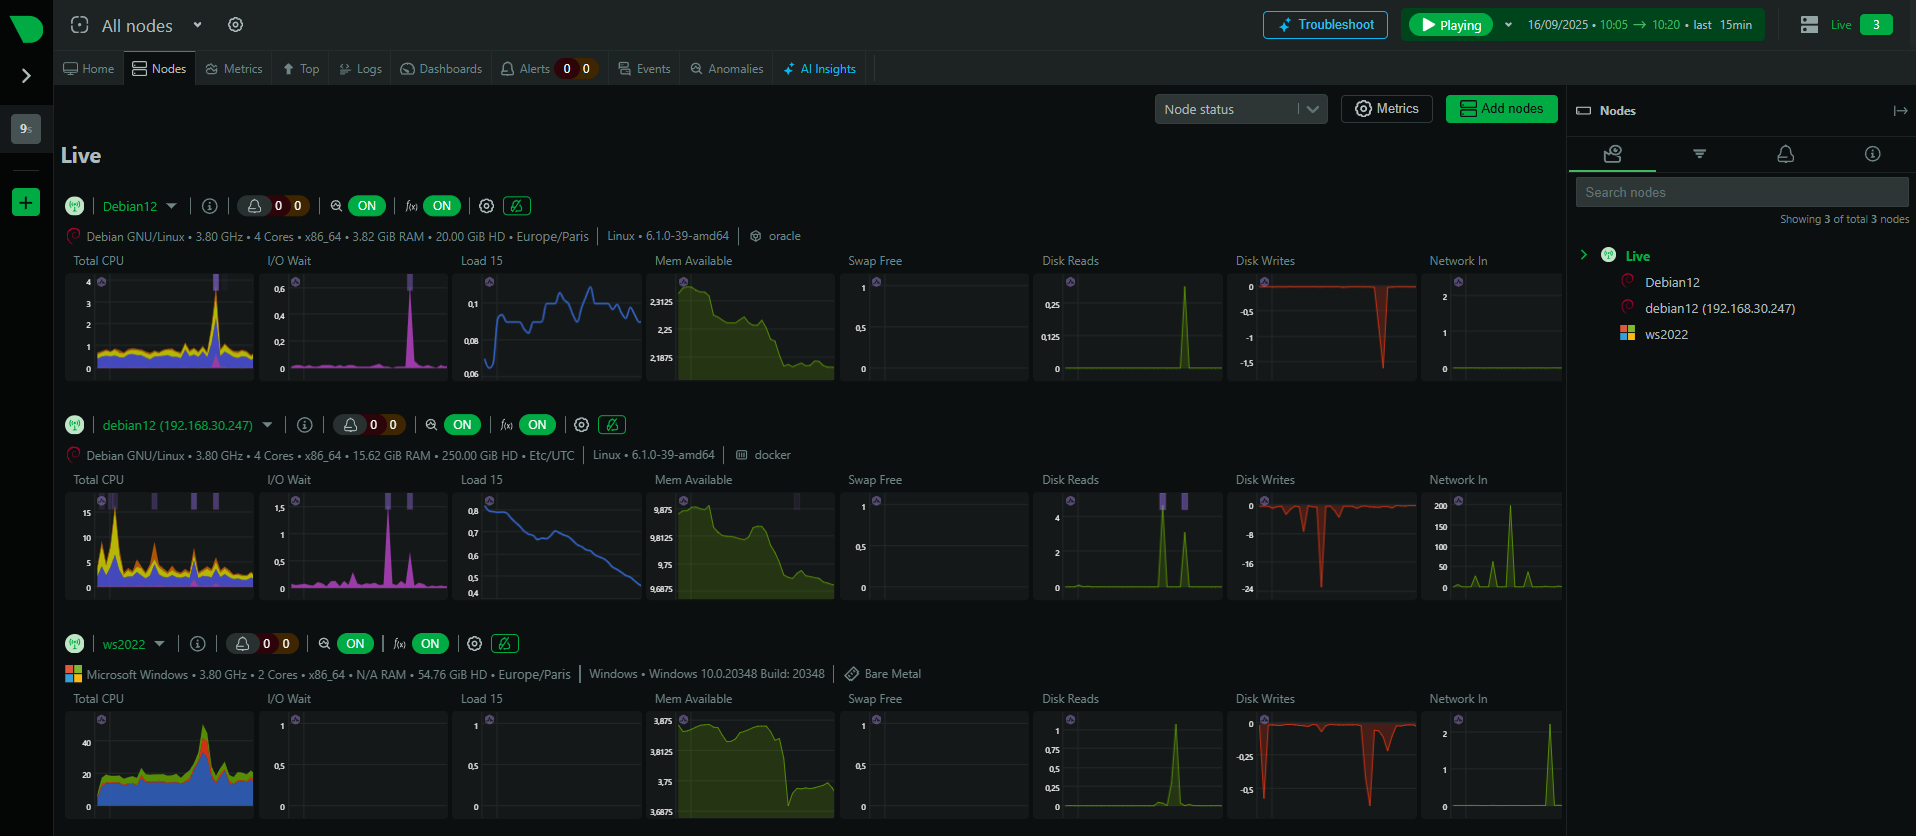 All nodes
Troubleshoot
Playing
16/09/2025 • 10:05 → 10:20 • last 15min
Live 3
Home
Nodes
Metrics
Top
Logs
Dashboards
Alerts 0 0
Events
Anomalies
AI Insights
9s
Node status
Metrics
Add nodes
Live
Debian12
0 0
ON
f(x) ON
Debian GNU/Linux • 3.80 GHz • 4 Cores • x86_64 • 3.82 GiB RAM • 20.00 GiB HD • Europe/Paris
Linux • 6.1.0-39-amd64
oracle
Total CPU
4
3
2
1
0
I/O Wait
0,6
0,4
0,2
0
Load 15
0,1
0,08
0,06
Mem Available
2,3125
2,25
2,1875
Swap Free
1
0,5
0
Disk Reads
0,25
0,125
0
Disk Writes
0
-0,5
-1
-1,5
Network In
2
1
0
debian12 (192.168.30.247)
0 0
ON
f(x) ON
Debian GNU/Linux • 3.80 GHz • 4 Cores • x86_64 • 15.62 GiB RAM • 250.00 GiB HD • Etc/UTC
Linux • 6.1.0-39-amd64
docker
Total CPU
15
10
5
0
I/O Wait
1,5
1
0,5
0
Load 15
0,8
0,7
0,6
0,5
0,4
Mem Available
9,875
9,8125
9,75
9,6875
Swap Free
1
0,5
0
Disk Reads
4
2
0
Disk Writes
0
-8
-16
-24
Network In
200
150
100
50
0
ws2022
0 0
ON
f(x) ON
Microsoft Windows • 3.80 GHz • 2 Cores • x86_64 • N/A RAM • 54.76 GiB HD • Europe/Paris
Windows • Windows 10.0.20348 Build: 20348
Bare Metal
Total CPU
40
20
0
I/O Wait
1
0,5
0
Load 15
1
0,5
0
Mem Available
3,875
3,8125
3,75
3,6875
Swap Free
1
0,5
0
Disk Reads
1
0,75
0,5
0,25
0
Disk Writes
0
-0,25
-0,5
Network In
2
1
0
Nodes
Search nodes
Showing 3 of total 3 nodes
Live
Debian12
debian12 (192.168.30.247)
ws2022